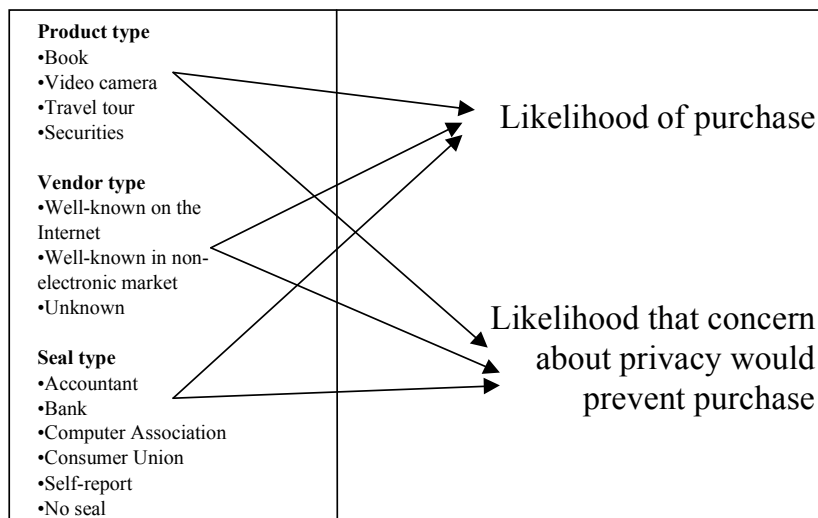 Product type
•Book
•Video camera
•Travel tour
•Securities
Vendor type
•Well-known on the
Internet
•Well-known in non-
electronic market
•Unknown
Seal type
•Accountant
•Bank
•Computer Association
•Consumer Union
•Self-report
•No seal
Likelihood of purchase
Likelihood that concern
about privacy would
prevent purchase